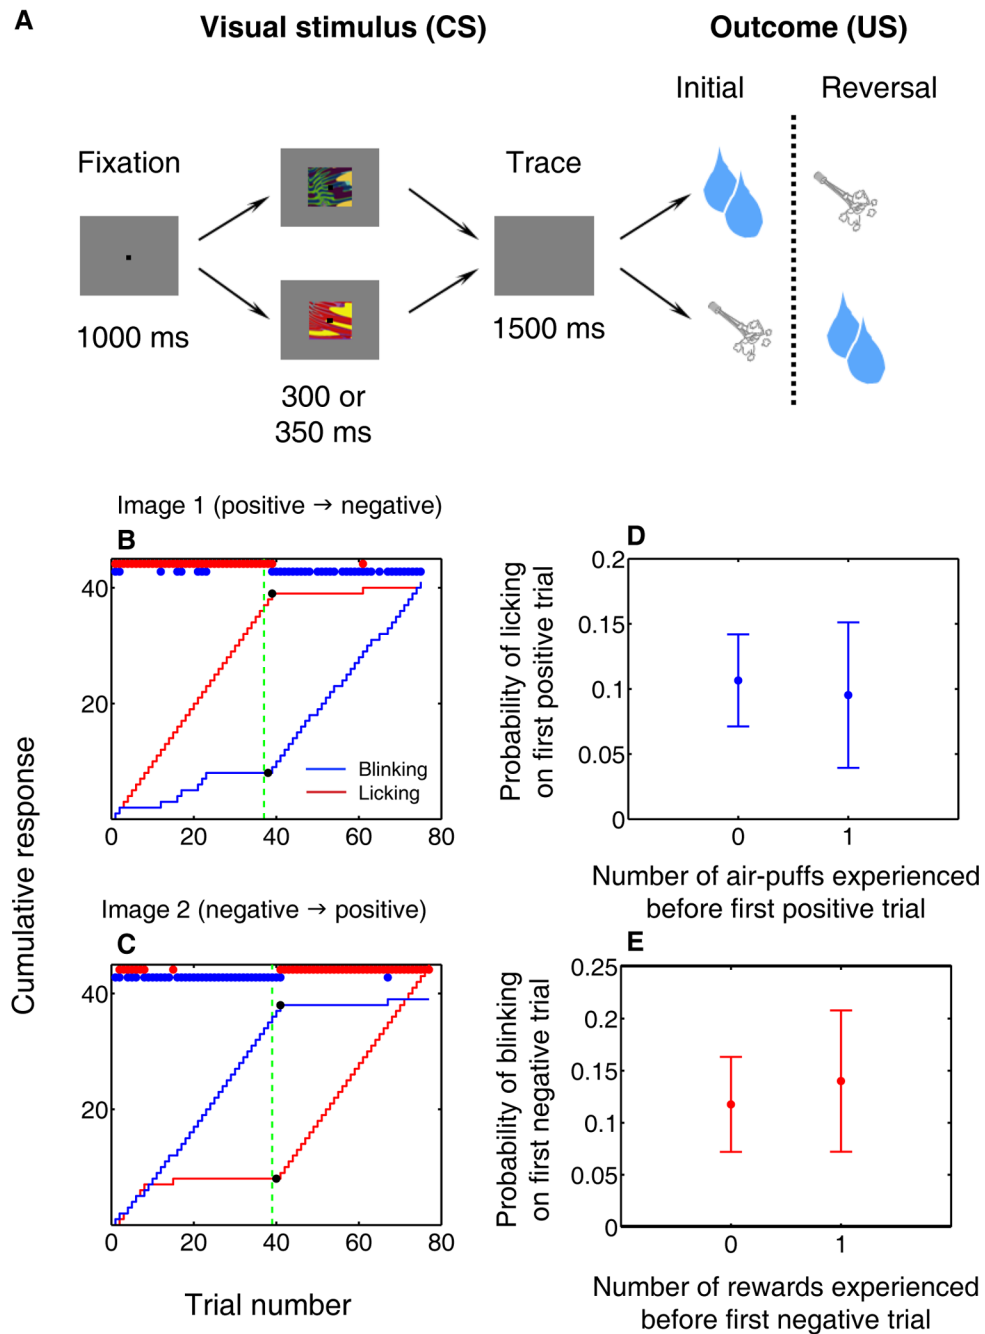 A
Visual stimulus (CS)
Outcome (US)
Initial
Reversal
Fixation
Trace
1000 ms
1500 ms
300 or
350 ms
Image 1 (positive → negative)
B
40
20
0
20
40
60
80
Blinking
Licking
Image 2 (negative → positive)
C
40
20
0
20
40
60
80
Cumulative response
Trial number
D
0.2
0.15
0.1
0.05
0
0
1
Probability of licking
on first positive trial
Number of air-puffs experienced
before first positive trial
E
0.25
0.2
0.15
0.1
0.05
0
0
1
Probability of blinking
on first negative trial
Number of rewards experienced
before first negative trial